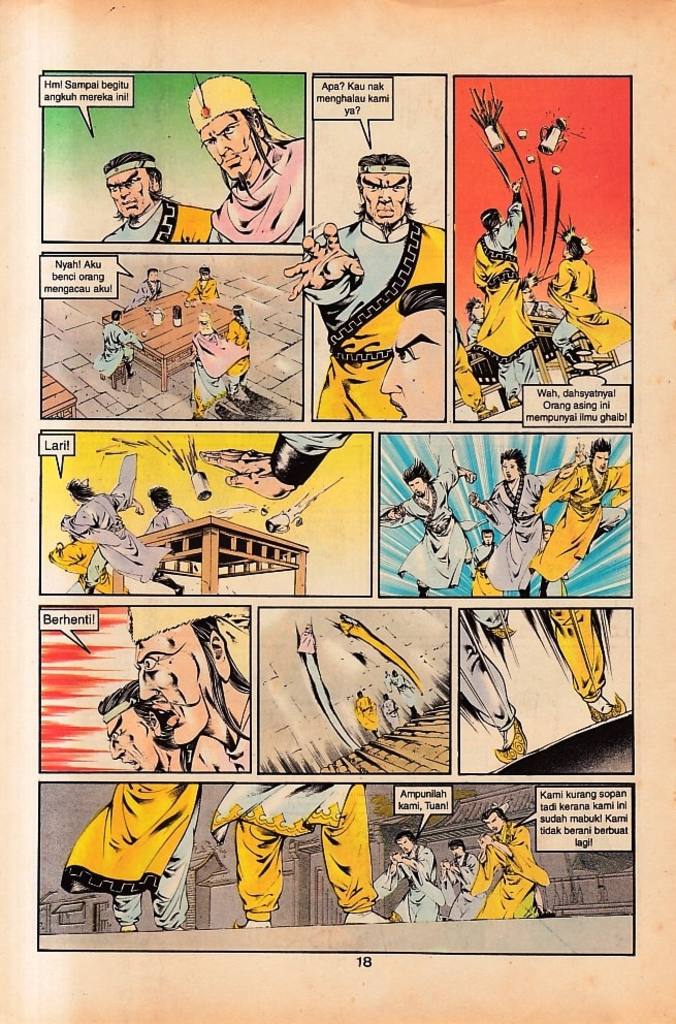 Hm! Sampai begitu
angkuh mereka ini!
Nyah! Aku
benci orang
mengacau aku!
Apa? Kau nak
menghalau kami
ya?
Wah, dahsyatnya!
Orang asing ini
mempunyai ilmu ghaib!
Lari!
Berhenti!
Ampunilah
kami, Tuan!
Kami kurang sopan
tadi kerana kami ini
sudah mabuk! Kami
tidak berani berbuat
lagi!
18